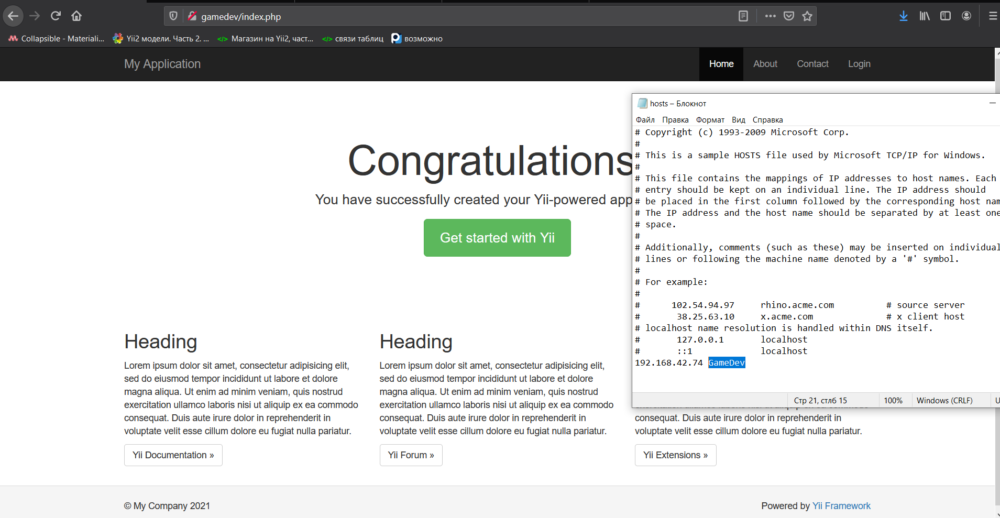 gamedev/index.php
Collapsible - Materiali...
Yii2 модели. Часть 2. ...
Магазин на Yii2, част...
связи таблиц
возможно
My Application
Home
About
Contact
Login
Congratulations
You have successfully created your Yii-powered app
Get started with Yii
hosts – Блокнот
Файл Правка Формат Вид Справка
# Copyright (c) 1993-2009 Microsoft Corp.
#
# This is a sample HOSTS file used by Microsoft TCP/IP for Windows.
#
# This file contains the mappings of IP addresses to host names. Each
# entry should be kept on an individual line. The IP address should
# be placed in the first column followed by the corresponding host nam
# The IP address and the host name should be separated by at least one
# space.
#
# Additionally, comments (such as these) may be inserted on individual
# lines or following the machine name denoted by a '#' symbol.
#
# For example:
#
# 102.54.94.97 rhino.acme.com # source server
# 38.25.63.10 x.acme.com # x client host
# localhost name resolution is handled within DNS itself.
# 127.0.0.1 localhost
# ::1 localhost
192.168.42.74 GameDev
Стр 21, стлб 15
100%
Windows (CRLF)
U
Heading
Lorem ipsum dolor sit amet, consectetur adipisicing elit,
sed do eiusmod tempor incididunt ut labore et dolore
magna aliqua. Ut enim ad minim veniam, quis nostrud
exercitation ullamco laboris nisi ut aliquip ex ea commodo
consequat. Duis aute irure dolor in reprehenderit in
voluptate velit esse cillum dolore eu fugiat nulla pariatur.
Yii Documentation »
Heading
Lorem ipsum dolor sit amet, consectetur adipisicing elit,
sed do eiusmod tempor incididunt ut labore et dolore
magna aliqua. Ut enim ad minim veniam, quis nostrud
exercitation ullamco laboris nisi ut aliquip ex ea commodo
consequat. Duis aute irure dolor in reprehenderit in
voluptate velit esse cillum dolore eu fugiat nulla pariatur.
Yii Forum »
consequat. Duis aute irure dolor in reprehenderit in
voluptate velit esse cillum dolore eu fugiat nulla pariatur.
Yii Extensions »
© My Company 2021
Powered by Yii Framework